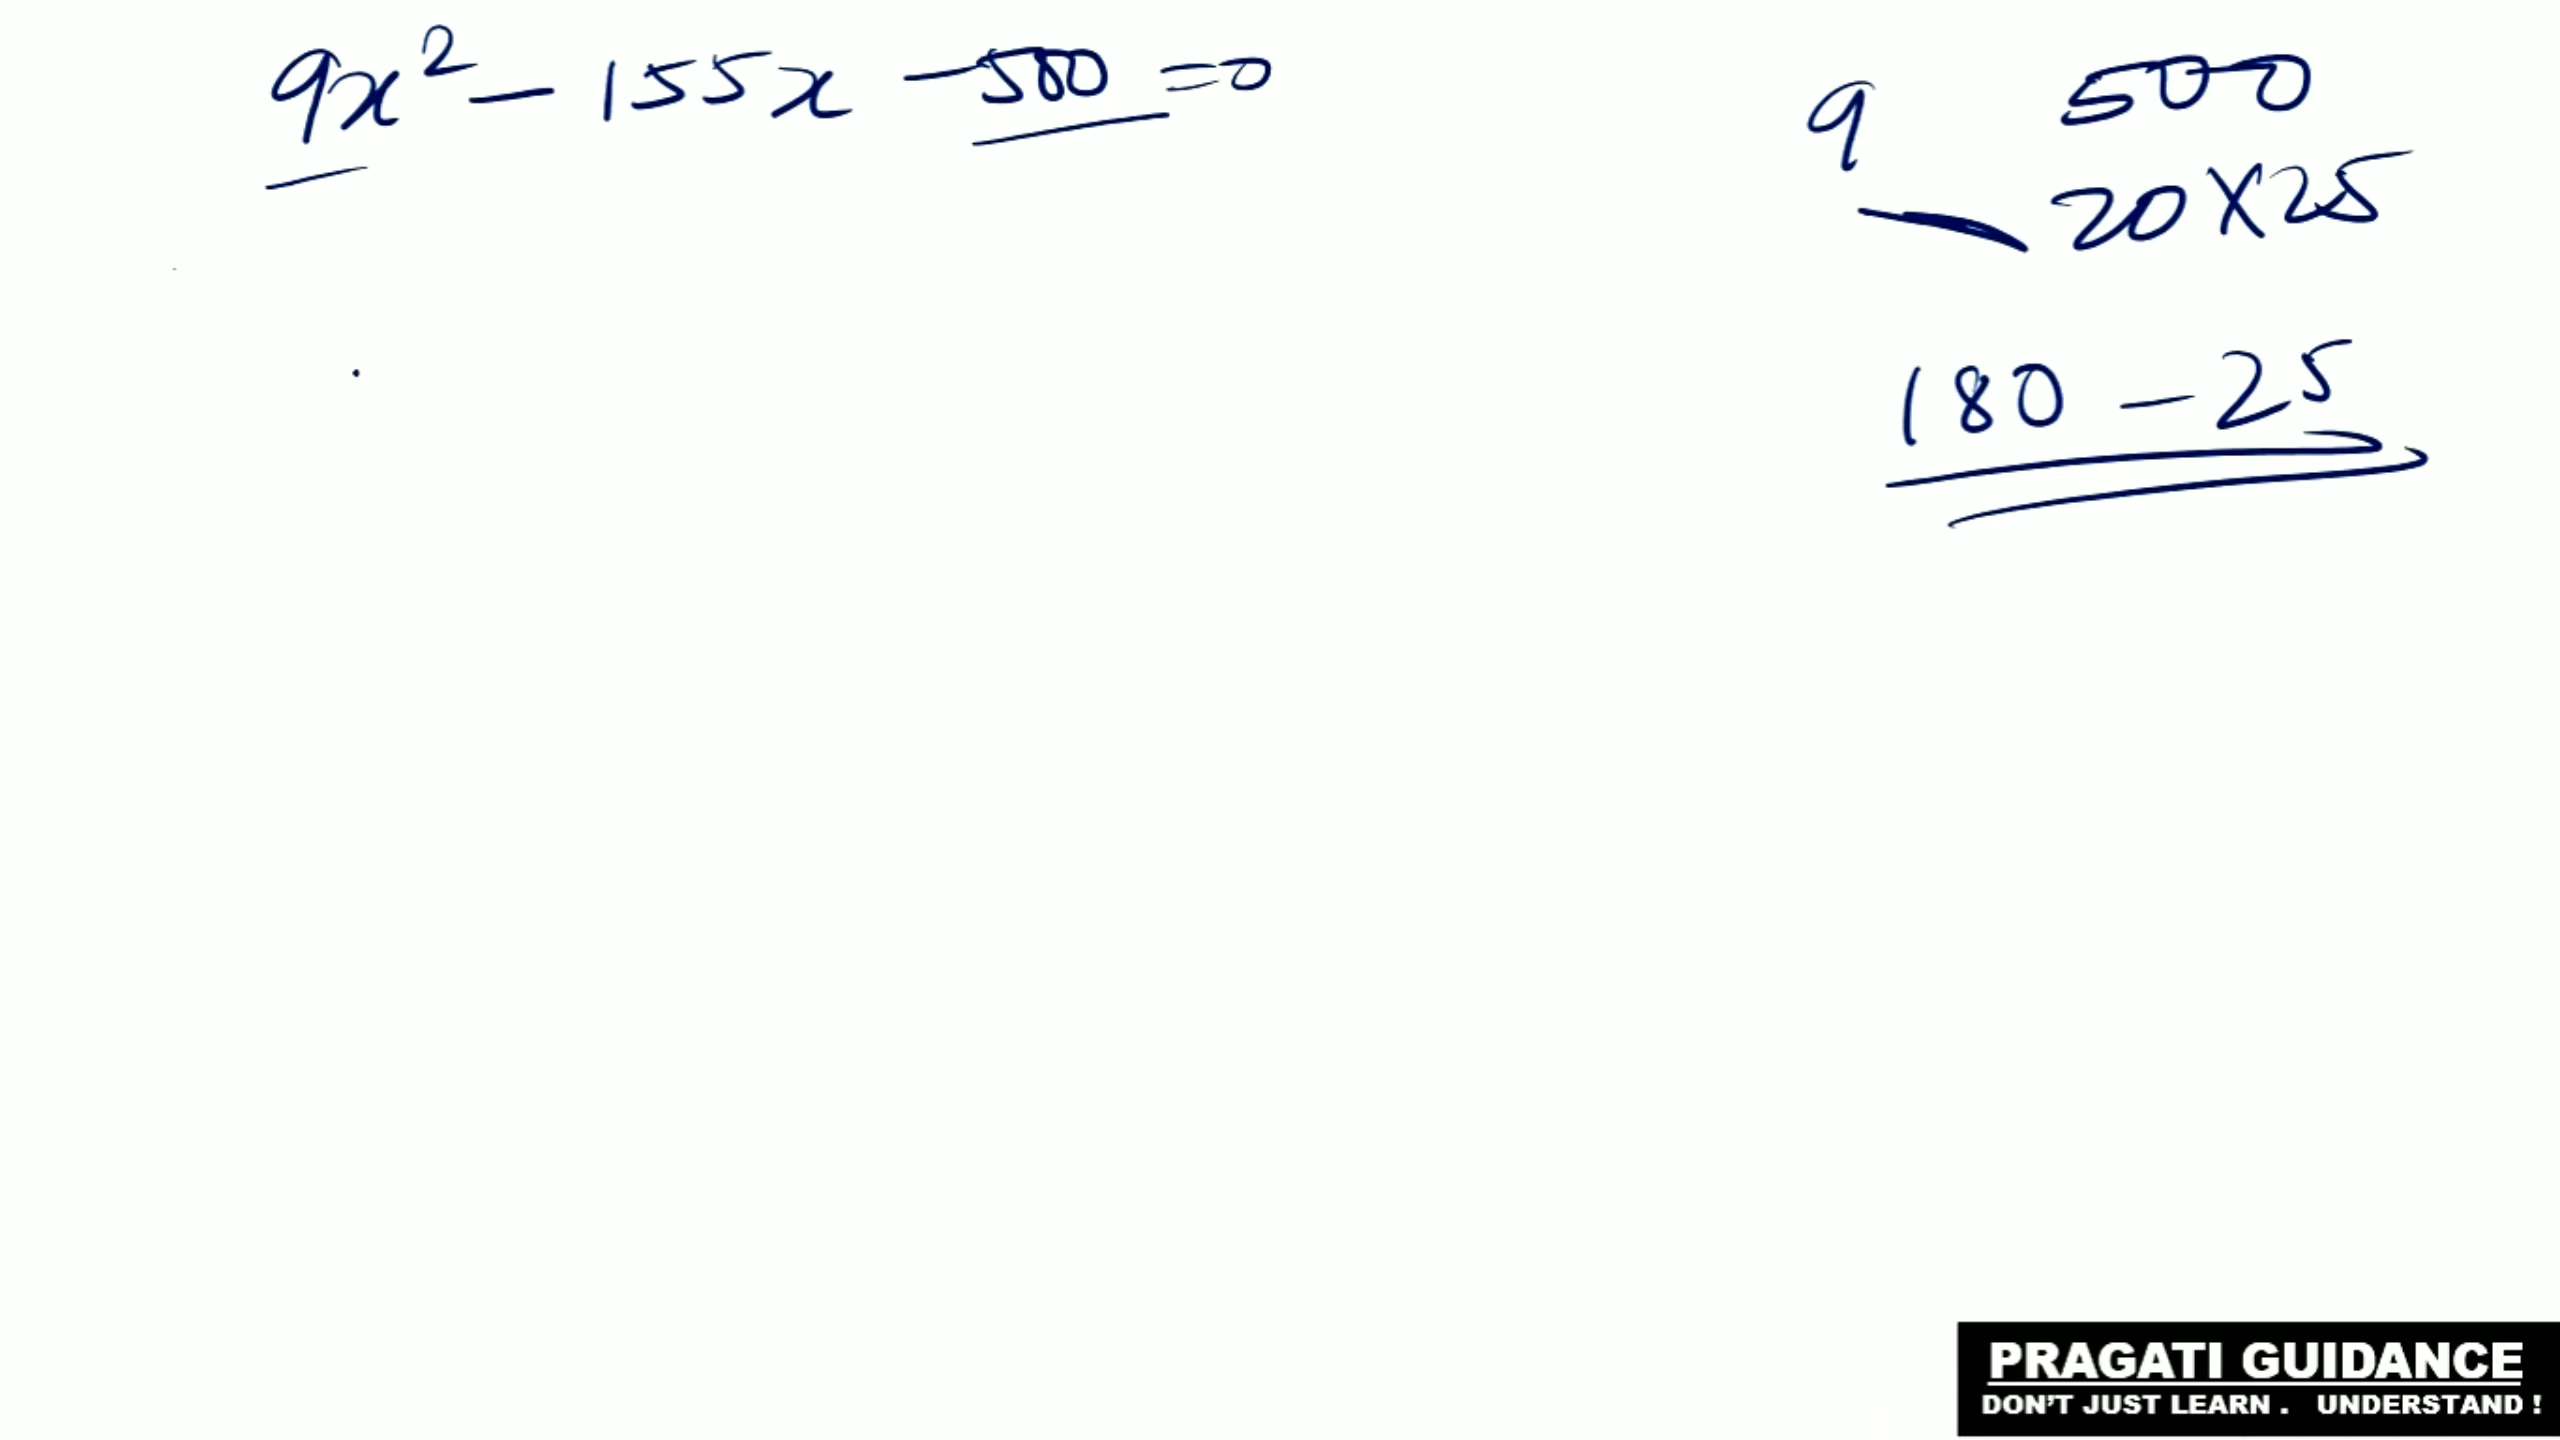 9x² - 155x - 500 = 0
9 500
20 X 25
180 - 25
PRAGATI GUIDANCE
DON'T JUST LEARN . UNDERSTAND !